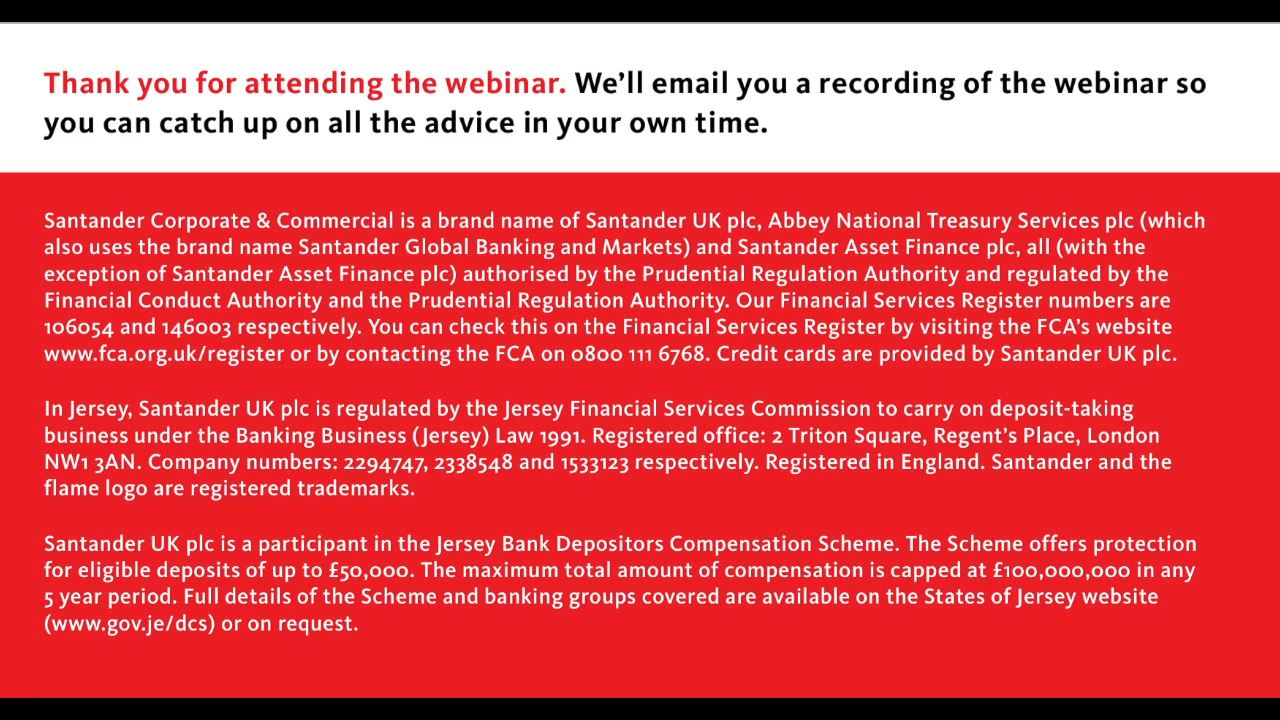 Thank you for attending the webinar. We’ll email you a recording of the webinar so
you can catch up on all the advice in your own time.
Santander Corporate & Commercial is a brand name of Santander UK plc, Abbey National Treasury Services plc (which
also uses the brand name Santander Global Banking and Markets) and Santander Asset Finance plc, all (with the
exception of Santander Asset Finance plc) authorised by the Prudential Regulation Authority and regulated by the
Financial Conduct Authority and the Prudential Regulation Authority. Our Financial Services Register numbers are
106054 and 146003 respectively. You can check this on the Financial Services Register by visiting the FCA’s website
www.fca.org.uk/register or by contacting the FCA on 0800 111 6768. Credit cards are provided by Santander UK plc.
In Jersey, Santander UK plc is regulated by the Jersey Financial Services Commission to carry on deposit-taking
business under the Banking Business (Jersey) Law 1991. Registered office: 2 Triton Square, Regent’s Place, London
NW1 3AN. Company numbers: 2294747, 2338548 and 1533123 respectively. Registered in England. Santander and the
flame logo are registered trademarks.
Santander UK plc is a participant in the Jersey Bank Depositors Compensation Scheme. The Scheme offers protection
for eligible deposits of up to £50,000. The maximum total amount of compensation is capped at £100,000,000 in any
5 year period. Full details of the Scheme and banking groups covered are available on the States of Jersey website
(www.gov.je/dcs) or on request.